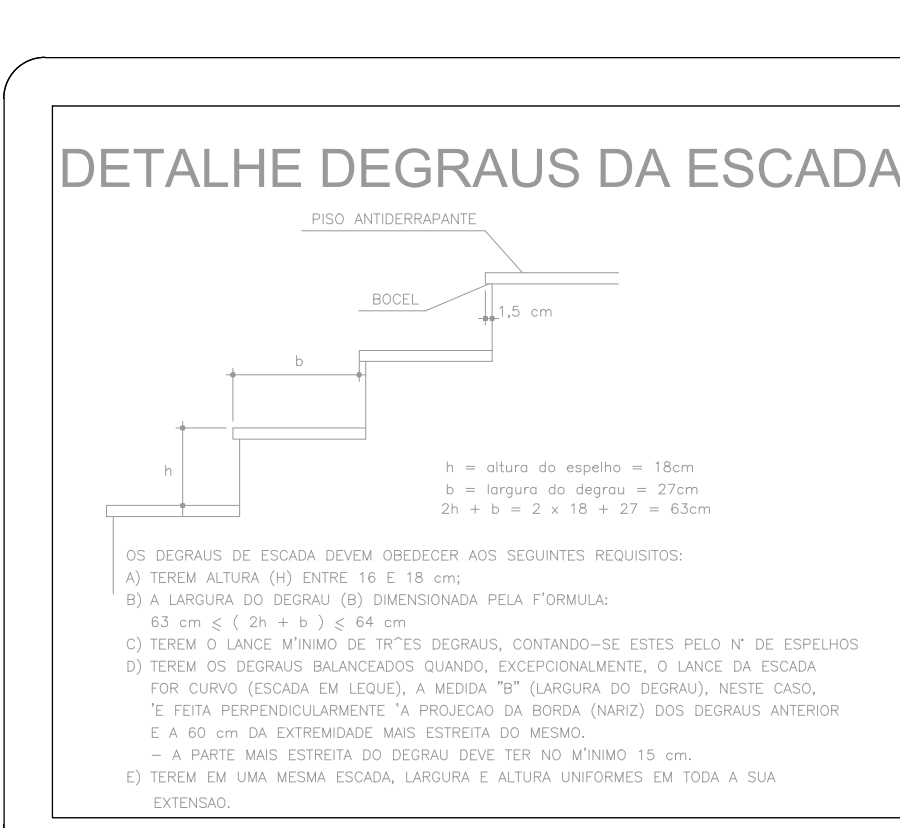 DETALHE DEGRAUS DA ESCADA
PISO ANTIDERRAPANTE
BOCEL
1,5 cm
b
h
h = altura do espelho = 18cm
b = largura do degrau = 27cm
2h + b = 2 x 18 + 27 = 63cm
OS DEGRAUS DE ESCADA DEVEM OBEDECER AOS SEGUINTES REQUISITOS:
A) TEREM ALTURA (H) ENTRE 16 E 18 cm;
B) A LARGURA DO DEGRAU (B) DIMENSIONADA PELA F'ORMULA:
63 cm ⩽ ( 2h + b ) ⩽ 64 cm
C) TEREM O LANCE M'INIMO DE TR^ES DEGRAUS, CONTANDO-SE ESTES PELO N° DE ESPELHOS
D) TEREM OS DEGRAUS BALANCEADOS QUANDO, EXCEPCIONALMENTE, O LANCE DA ESCADA
FOR CURVO (ESCADA EM LEQUE), A MEDIDA "B" (LARGURA DO DEGRAU), NESTE CASO,
'E FEITA PERPENDICULARMENTE 'A PROJECAO DA BORDA (NARIZ) DOS DEGRAUS ANTERIOR
E A 60 cm DA EXTREMIDADE MAIS ESTREITA DO MESMO.
- A PARTE MAIS ESTREITA DO DEGRAU DEVE TER NO M'INIMO 15 cm.
E) TEREM EM UMA MESMA ESCADA, LARGURA E ALTURA UNIFORMES EM TODA A SUA
EXTENSAO.